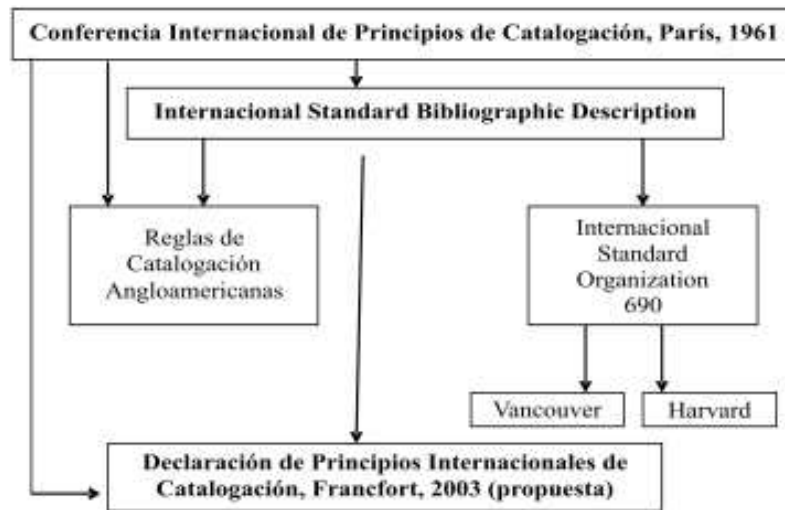 Conferencia Internacional de Principios de Catalogación, París, 1961
Internacional Standard Bibliographic Description
Reglas de
Catalogación
Angloamericanas
Internacional
Standard
Organization
690
Vancouver
Harvard
Declaración de Principios Internacionales de
Catalogación, Francfort, 2003 (propuesta)